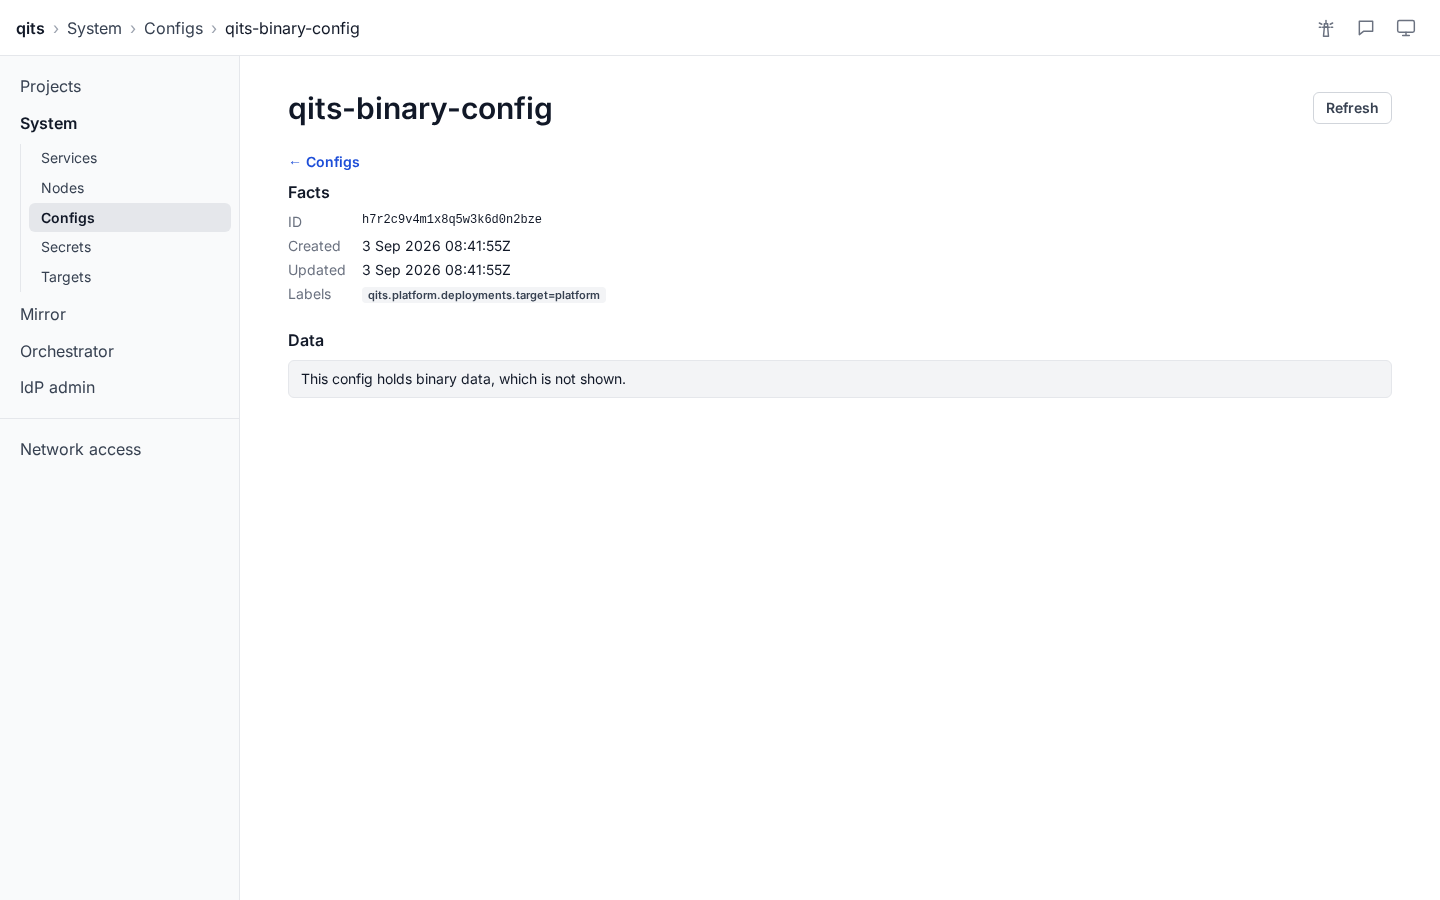 qits › System › Configs › qits-binary-config
Projects
System
Services
Nodes
Configs
Secrets
Targets
Mirror
Orchestrator
IdP admin
Network access
qits-binary-config
Refresh
← Configs
Facts
ID h7r2c9v4m1x8q5w3k6d0n2bze
Created 3 Sep 2026 08:41:55Z
Updated 3 Sep 2026 08:41:55Z
Labels qits.platform.deployments.target=platform
Data
This config holds binary data, which is not shown.